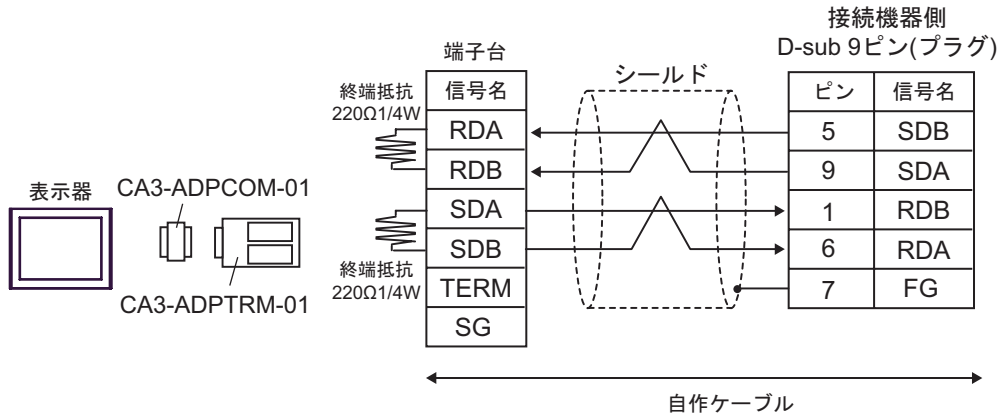 接続機器側
D-sub 9ピン(プラグ)
端子台
シールド
終端抵抗
220Ω1/4W
信号名
ピン 信号名
RDA 5 SDB
RDB 9 SDA
表示器
CA3-ADPCOM-01
SDA 1 RDB
SDB 6 RDA
終端抵抗
220Ω1/4W
TERM 7 FG
CA3-ADPTRM-01
SG
自作ケーブル